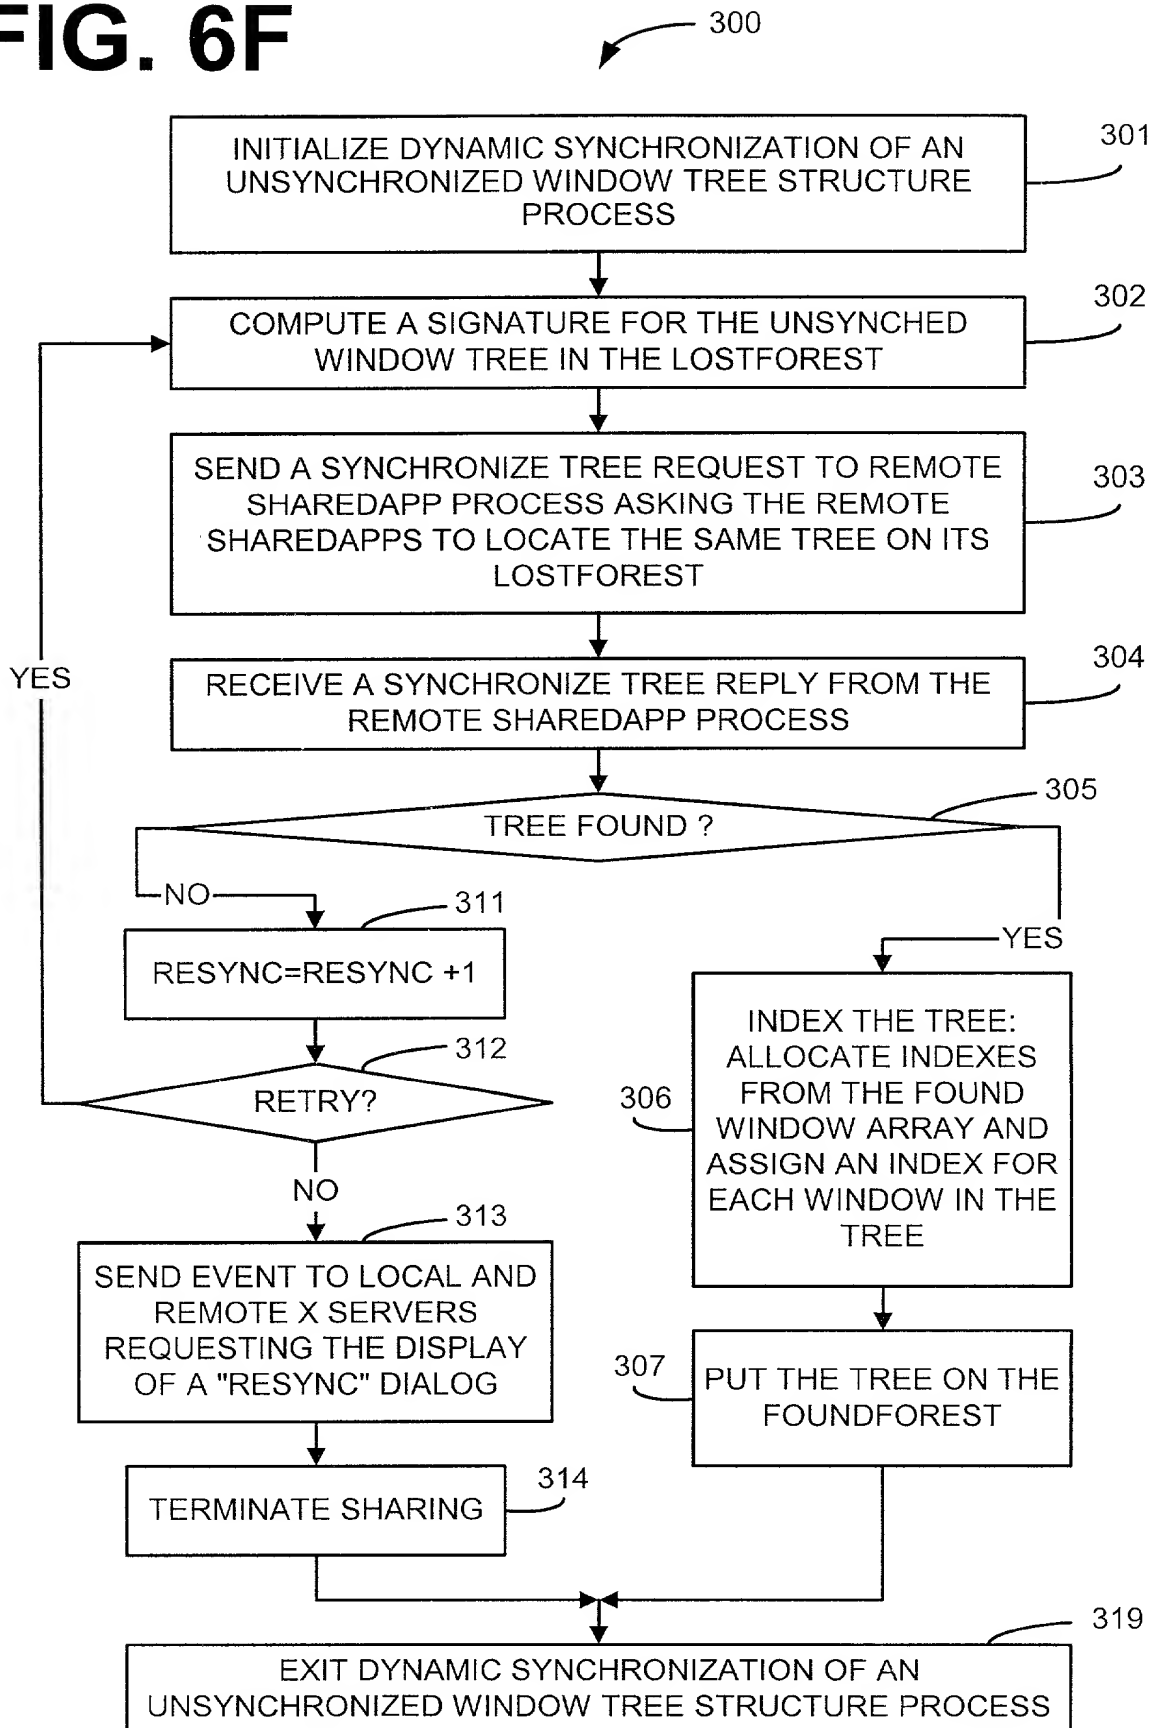 FIG. 6F
300
INITIALIZE DYNAMIC SYNCHRONIZATION OF AN
UNSYNCHRONIZED WINDOW TREE STRUCTURE
PROCESS
301
COMPUTE A SIGNATURE FOR THE UNSYNCHED
WINDOW TREE IN THE LOSTFOREST
302
SEND A SYNCHRONIZE TREE REQUEST TO REMOTE
SHAREDAPP PROCESS ASKING THE REMOTE
SHAREDAPPS TO LOCATE THE SAME TREE ON ITS
LOSTFOREST
303
RECEIVE A SYNCHRONIZE TREE REPLY FROM THE
REMOTE SHAREDAPP PROCESS
304
TREE FOUND ?
305
NO
YES
RESYNC=RESYNC +1
311
RETRY?
312
YES
NO
SEND EVENT TO LOCAL AND
REMOTE X SERVERS
REQUESTING THE DISPLAY
OF A "RESYNC" DIALOG
313
TERMINATE SHARING
314
INDEX THE TREE:
ALLOCATE INDEXES
FROM THE FOUND
WINDOW ARRAY AND
ASSIGN AN INDEX FOR
EACH WINDOW IN THE
TREE
306
PUT THE TREE ON THE
FOUNDFOREST
307
EXIT DYNAMIC SYNCHRONIZATION OF AN
UNSYNCHRONIZED WINDOW TREE STRUCTURE PROCESS
319